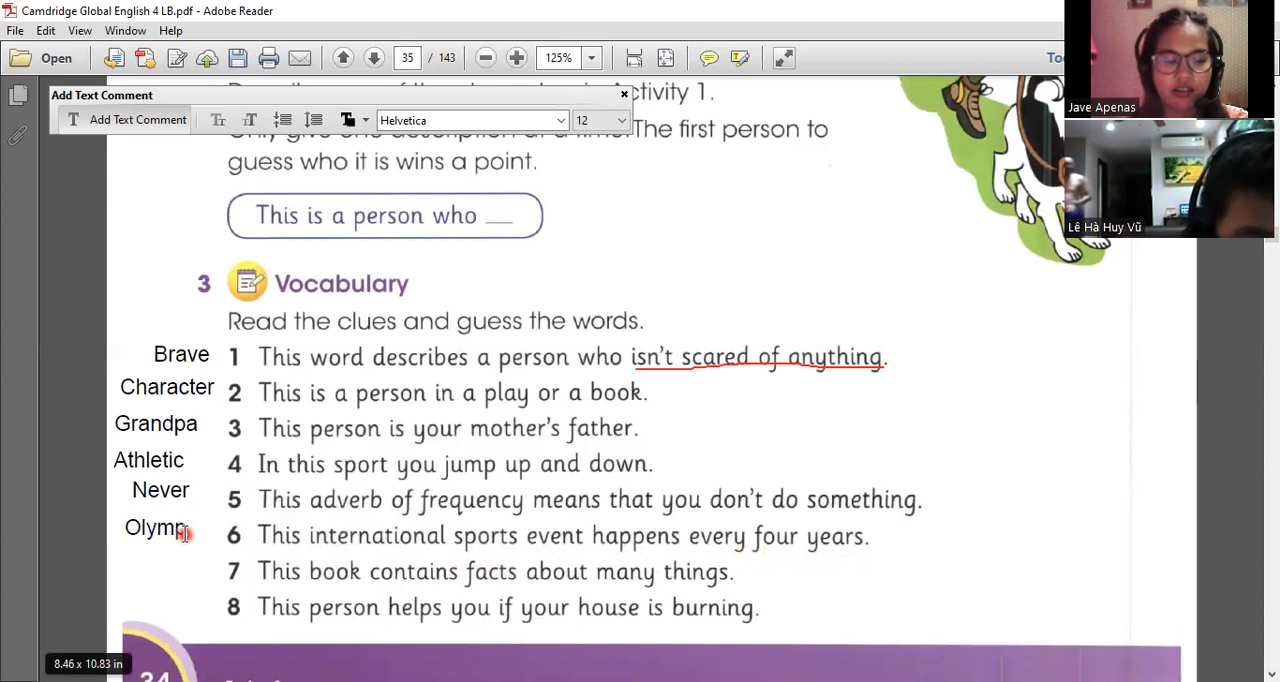 Camdridge Global English 4 LB.pdf - Adobe Reader
File Edit View Window Help
Open 35 / 143 125%
Add Text Comment
Activity 1.
T Add Text Comment Helvetica 12
The first person to
guess who it is wins a point.
This is a person who __
3 Vocabulary
Read the clues and guess the words.
Brave 1 This word describes a person who isn't scared of anything.
Character 2 This is a person in a play or a book.
Grandpa 3 This person is your mother's father.
Athletic 4 In this sport you jump up and down.
Never 5 This adverb of frequency means that you don't do something.
Olymp 6 This international sports event happens every four years.
7 This book contains facts about many things.
8 This person helps you if your house is burning.
8.46 x 10.83 in
34
Jave Apenas
Lê Hà Huy Vũ